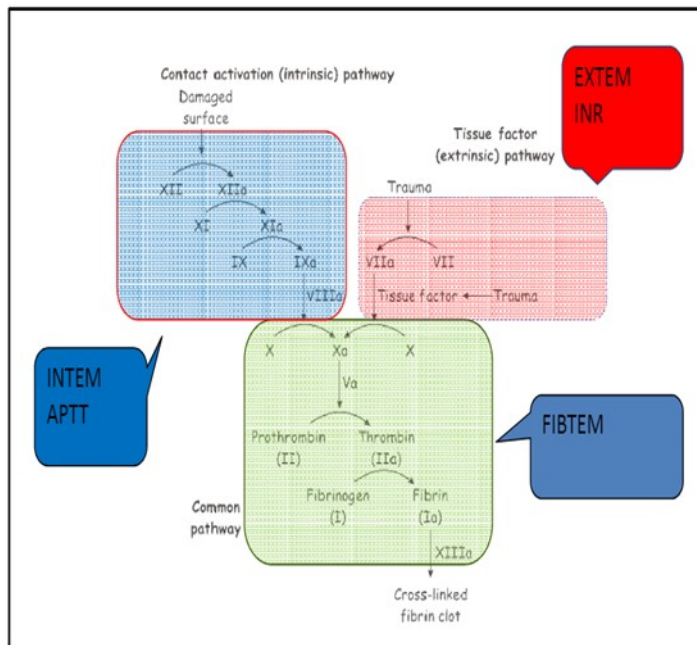 Contact activation (intrinsic) pathway
Damaged
surface
XII
XIIa
XI
XIa
IX
IXa
VIIIa
EXTEM
INR
Tissue factor
(extrinsic) pathway
Trauma
VIIa
VII
Tissue factor
Trauma
X
Xa
X
Va
Prothrombin
(II)
Thrombin
(IIa)
Fibrinogen
(I)
Fibrin
(Ia)
XIIIa
Cross-linked
fibrin clot
Common
pathway
INTEM
APTT
FIBTEM